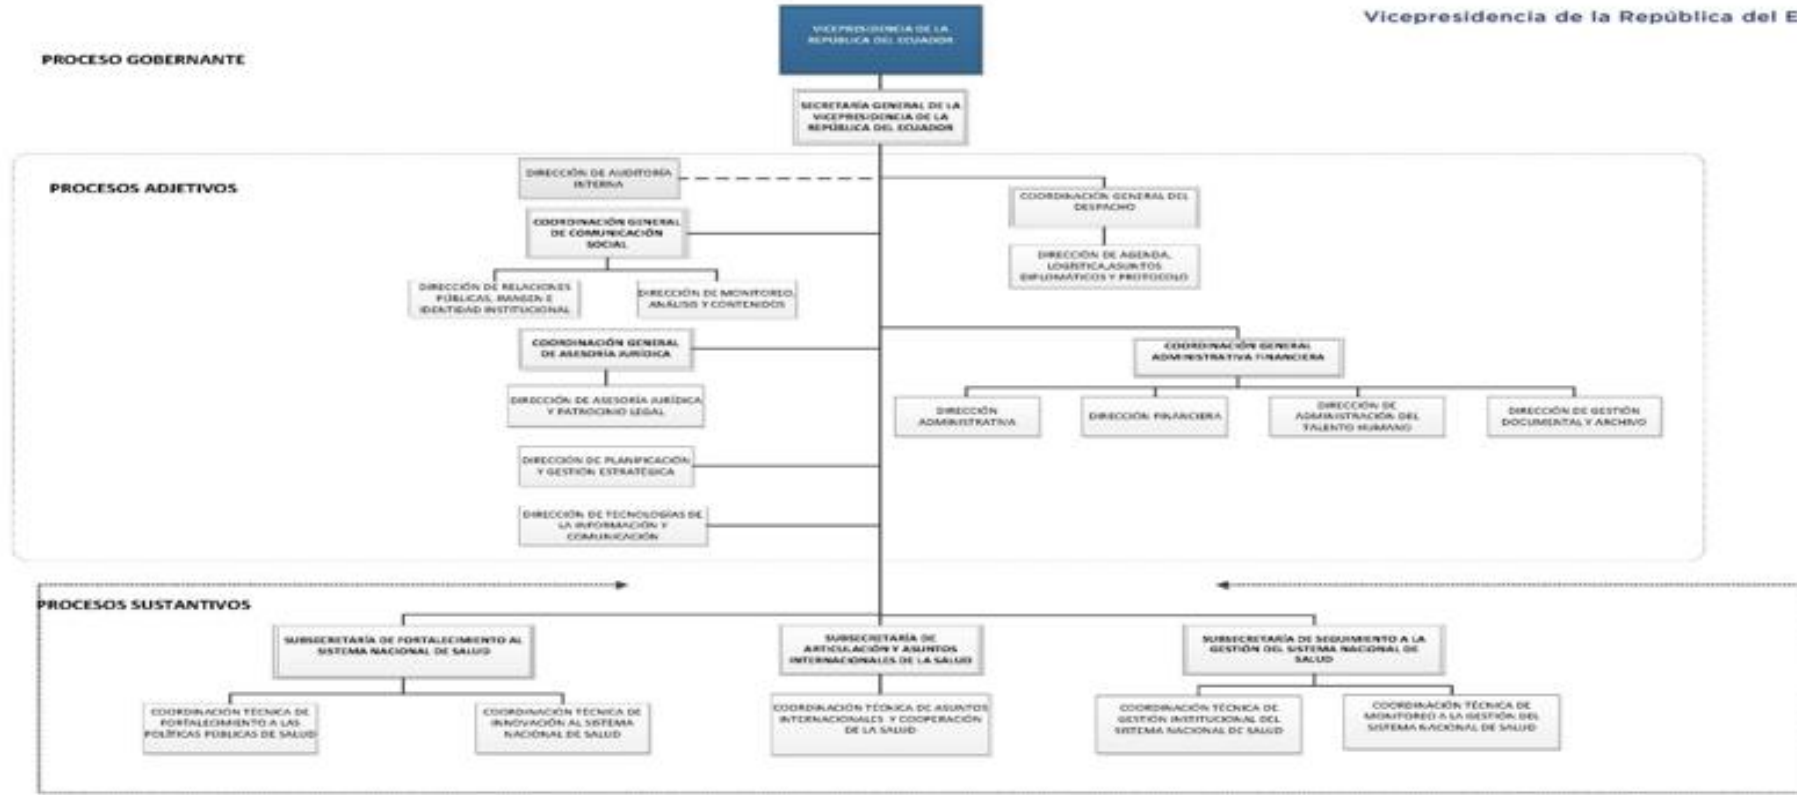 Vicepresidencia de la República del E
VICEPRESIDENCIA DE LA
REPÚBLICA DEL ECUADOR
PROCESO GOBERNANTE
SECRETARÍA GENERAL DE LA
VICEPRESIDENCIA DE LA
REPÚBLICA DEL ECUADOR
PROCESOS ADJETIVOS
DIRECCIÓN DE AUDITORÍA
INTERNA
COORDINACIÓN GENERAL DEL
DESPACHO
COORDINACIÓN GENERAL
DE COMUNICACIÓN
SOCIAL
DIRECCIÓN DE AGENDA,
LOGÍSTICA,ASUNTOS
DIPLOMÁTICOS Y PROTOCOLO
DIRECCIÓN DE RELACIONES
PÚBLICAS, IMAGEN E
IDENTIDAD INSTITUCIONAL
DIRECCIÓN DE MONITOREO,
ANÁLISIS Y CONTENIDOS
COORDINACIÓN GENERAL
DE ASESORÍA JURÍDICA
COORDINACIÓN GENERAL
ADMINISTRATIVA FINANCIERA
DIRECCIÓN DE ASESORÍA JURÍDICA
Y PATROCINIO LEGAL
DIRECCIÓN
ADMINISTRATIVA
DIRECCIÓN FINANCIERA
DIRECCIÓN DE
ADMINISTRACIÓN DEL
TALENTO HUMANO
DIRECCIÓN DE GESTIÓN
DOCUMENTAL Y ARCHIVO
DIRECCIÓN DE PLANIFICACIÓN
Y GESTIÓN ESTRATÉGICA
DIRECCIÓN DE TECNOLOGÍAS DE
LA INFORMACIÓN Y
COMUNICACIÓN
PROCESOS SUSTANTIVOS
SUBSECRETARÍA DE FORTALECIMIENTO AL
SISTEMA NACIONAL DE SALUD
SUBSECRETARÍA DE
ARTICULACIÓN Y ASUNTOS
INTERNACIONALES DE LA SALUD
SUBSECRETARÍA DE SEGUIMIENTO A LA
GESTIÓN DEL SISTEMA NACIONAL DE
SALUD
COORDINACIÓN TÉCNICA DE
FORTALECIMIENTO A LAS
POLÍTICAS PÚBLICAS DE SALUD
COORDINACIÓN TÉCNICA DE
INNOVACIÓN AL SISTEMA
NACIONAL DE SALUD
COORDINACIÓN TÉCNICA DE ASUNTOS
INTERNACIONALES Y COOPERACIÓN
DE LA SALUD
COORDINACIÓN TÉCNICA DE
GESTIÓN INSTITUCIONAL DEL
SISTEMA NACIONAL DE SALUD
COORDINACIÓN TÉCNICA DE
MONITOREO A LA GESTIÓN DEL
SISTEMA NACIONAL DE SALUD